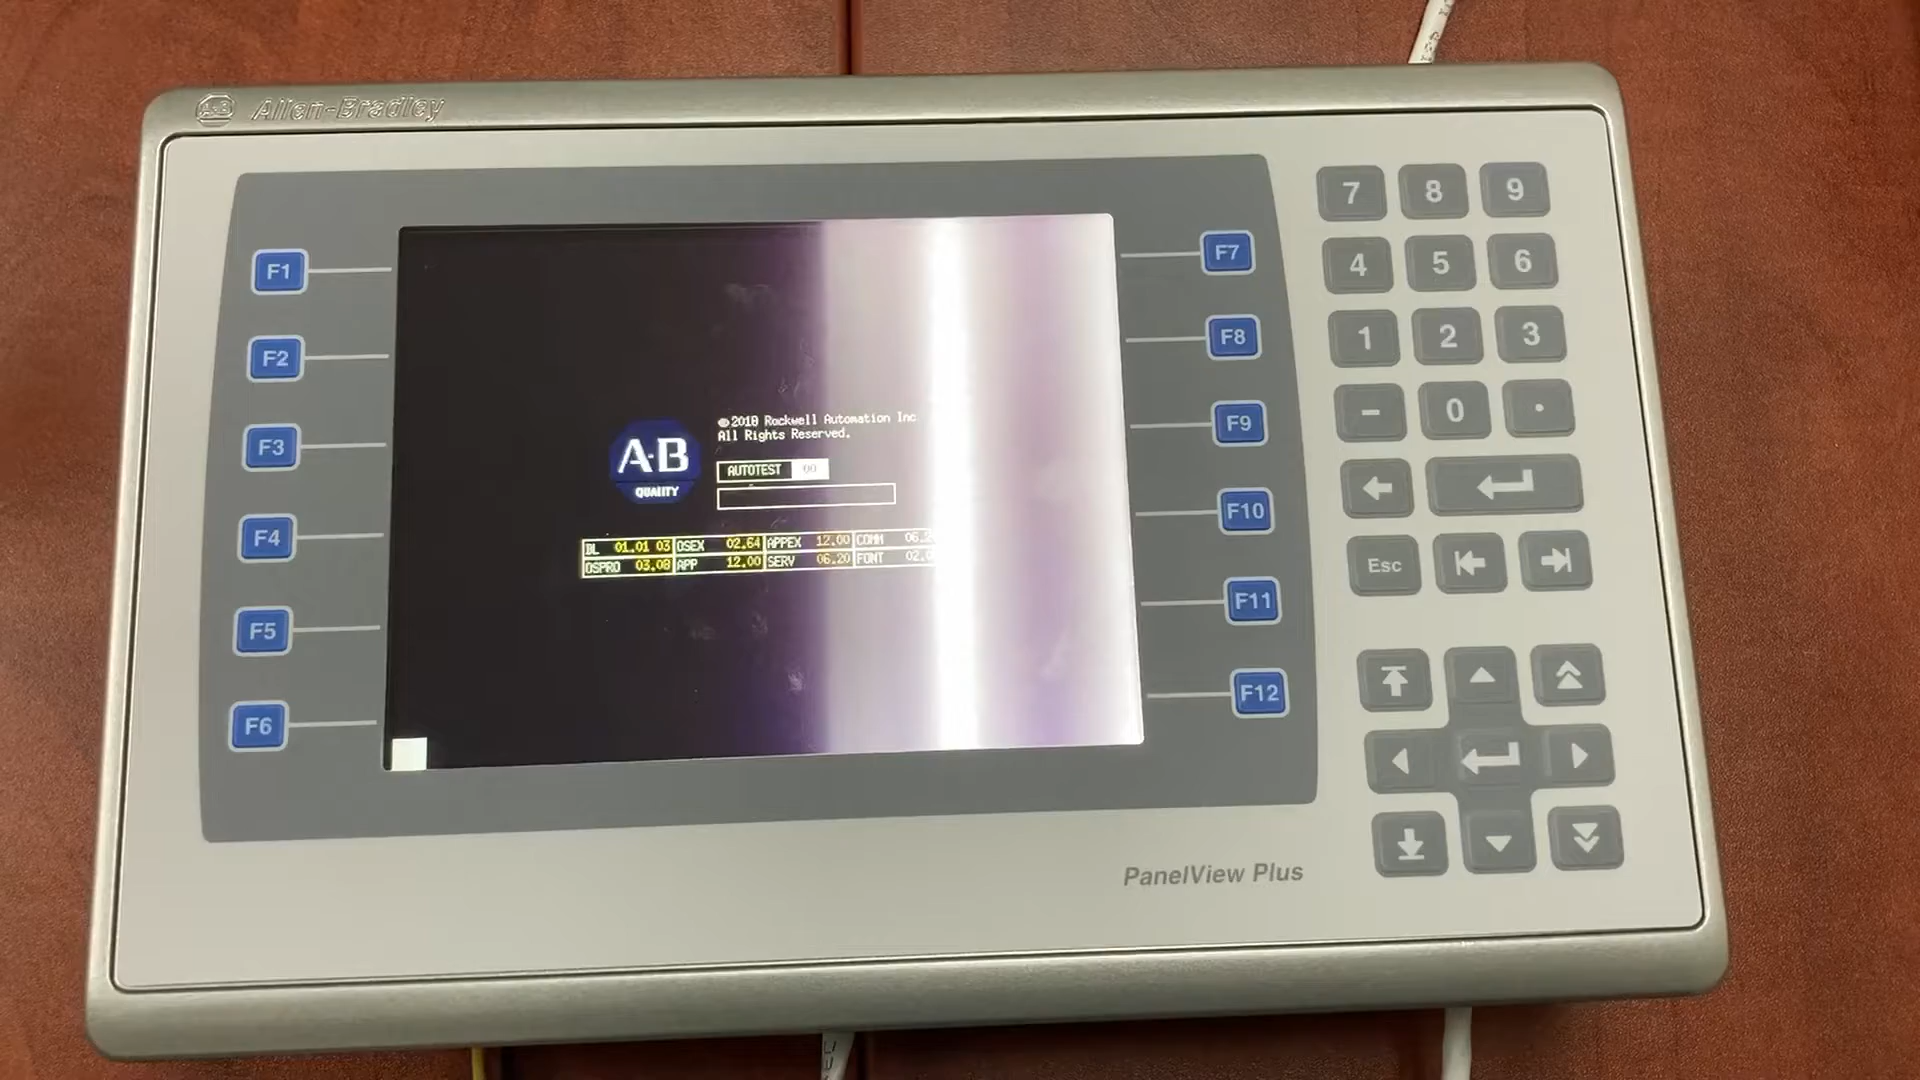 A-B Allen-Bradley
F1
F2
F3
F4
F5
F6
©2010 Rockwell Automation Inc
All Rights Reserved.
A·B
QUALITY
AUTOTEST 00
BL 01.01 03 OSEX 02.64 APPEX 12.00 COMM
OSPRO 03.08 APP 12.00 SERV 06.20 FONT
F7
F8
F9
F10
F11
F12
7 8 9
4 5 6
1 2 3
- 0 .
Esc
PanelView Plus